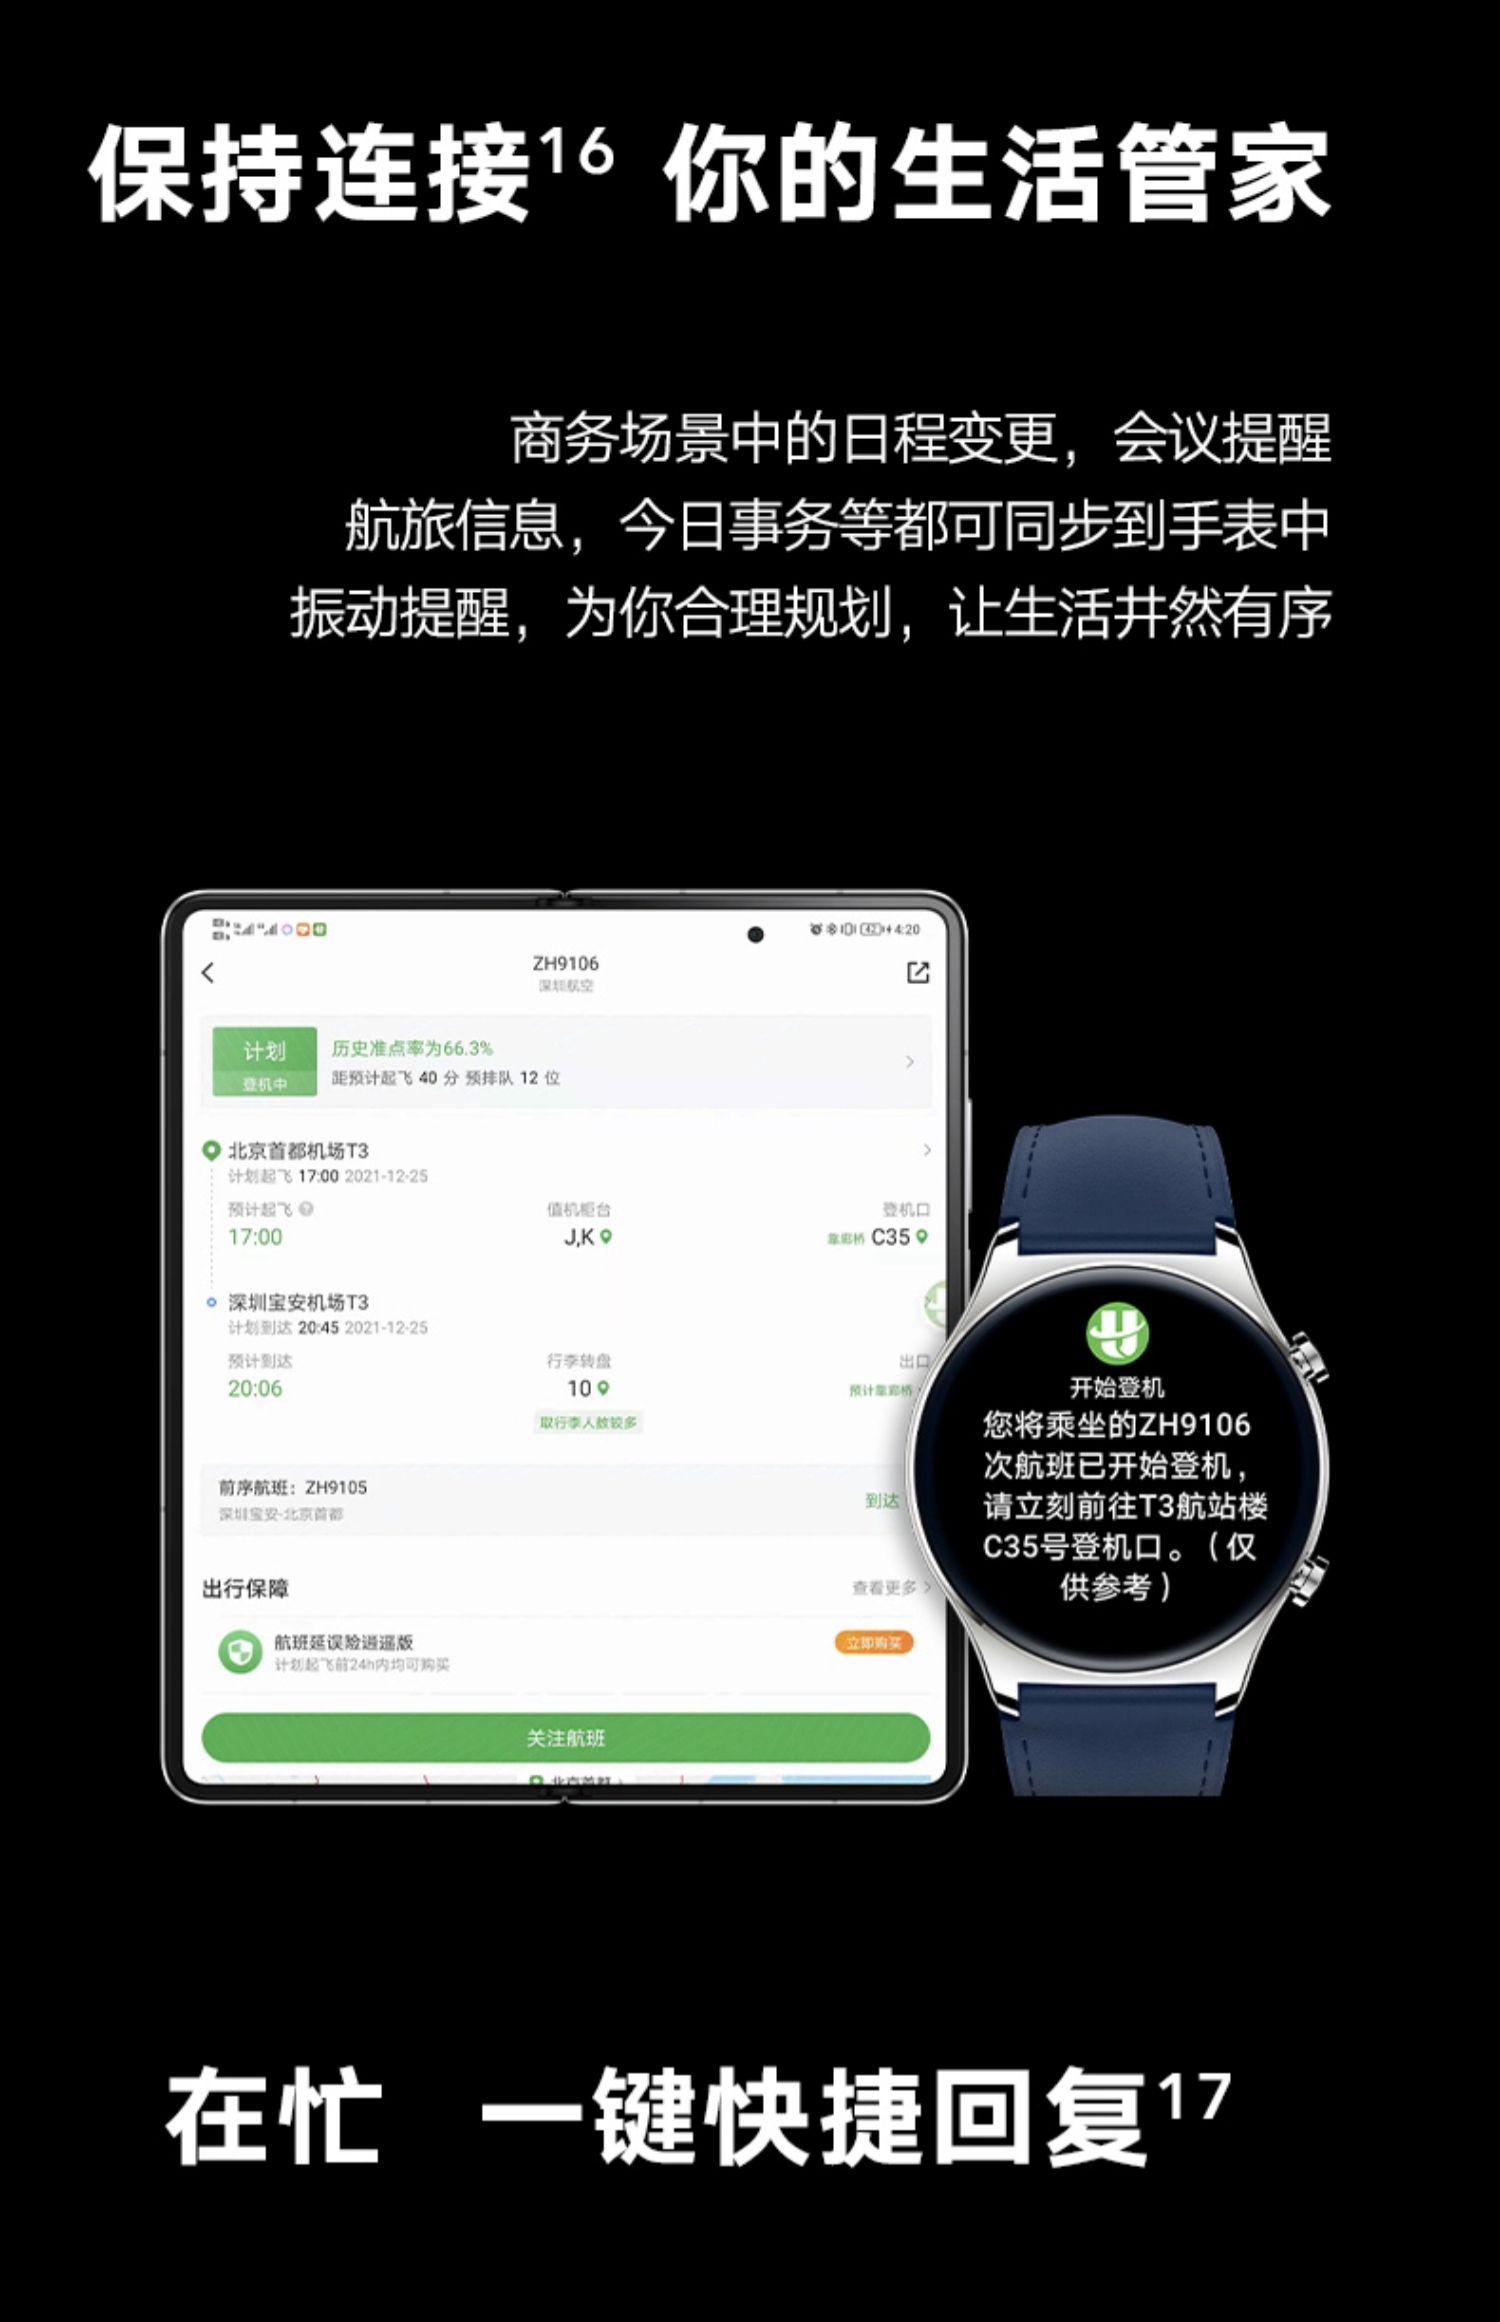 保持连接16 你的生活管家
商务场景中的日程变更，会议提醒
航旅信息，今日事务等都可同步到手表中
振动提醒，为你合理规划，让生活井然有序
4:20
ZH9106
深圳航空
计划
登机中
历史准点率为66.3%
距预计起飞 40 分 预排队 12 位
北京首都机场T3
计划起飞 17:00 2021-12-25
预计起飞 值机柜台 登机口
17:00 J,K 靠廊桥 C35
深圳宝安机场T3
计划到达 20:45 2021-12-25
预计到达 行李转盘 出口
20:06 10 预计靠廊桥
取行李人数较多
前序航班：ZH9105
深圳宝安-北京首都
到达
出行保障 查看更多
航班延误险逍遥版
计划起飞前24h内均可购买
立即购买
关注航班
开始登机
您将乘坐的ZH9106
次航班已开始登机，
请立刻前往T3航站楼
C35号登机口。（仅
供参考）
在忙 一键快捷回复17